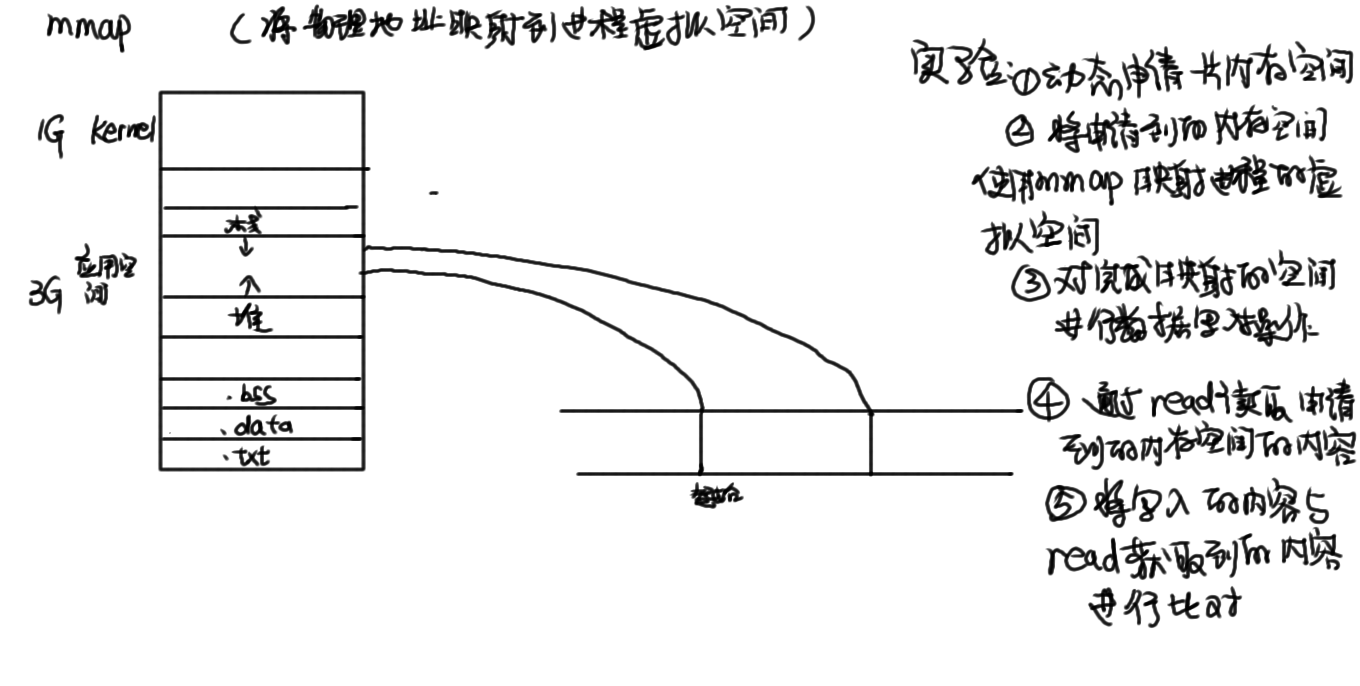 mmap （将物理地址映射到进程虚拟空间）
1G Kernel
栈
↓
3G 应用空
间
↑
堆
.bss
.data
.txt
实验：①动态申请一片内存空间
② 将申请到的内存空间
使用mmap映射进程的虚
拟空间
③ 对完成映射的空间
进行数据写入操作
④ 通过read读取申请
到的内存空间的内容
⑤ 将写入的内容与
read获取到的内容
进行比对